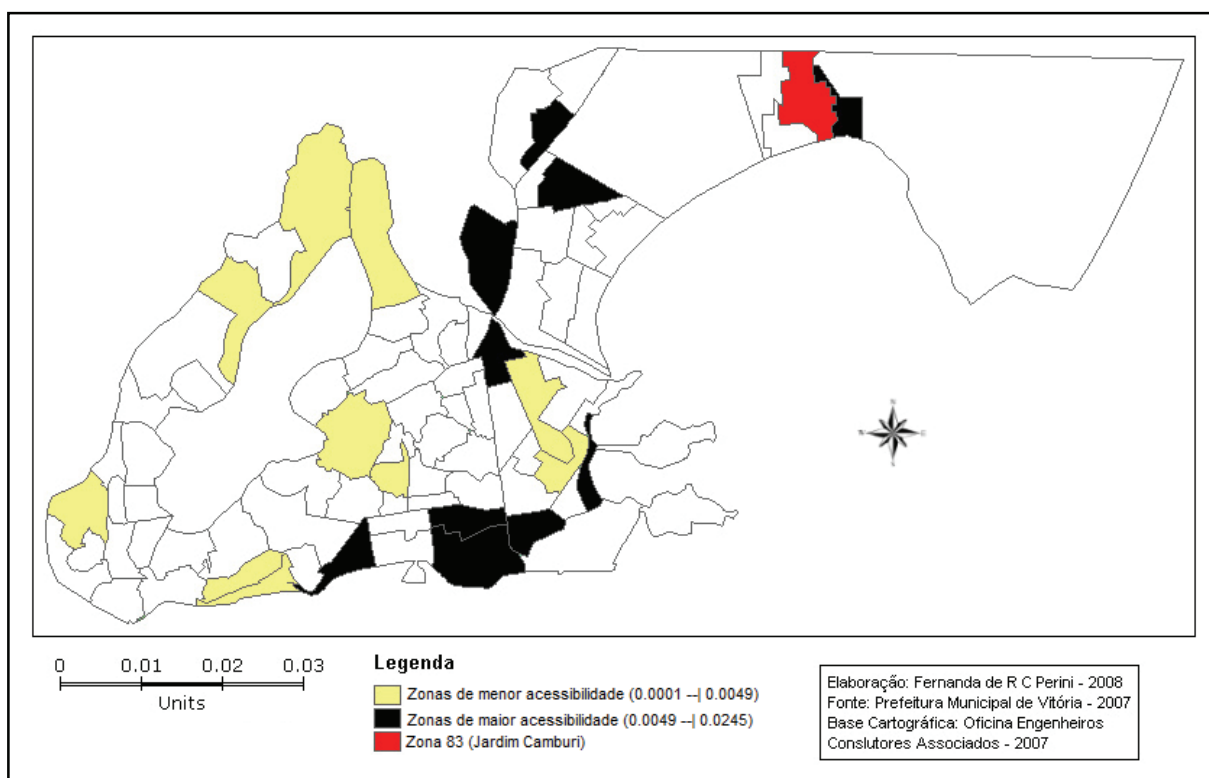 N
W
E
S
0 0.01 0.02 0.03
Units
Legenda
Zonas de menor acessibilidade (0.0001 --| 0.0049)
Zonas de maior acessibilidade (0.0049 --| 0.0245)
Zona 83 (Jardim Camburi)
Elaboração: Fernanda de R C Perini - 2008
Fonte: Prefeitura Municipal de Vitória - 2007
Base Cartográfica: Oficina Engenheiros
Conslutores Associados - 2007